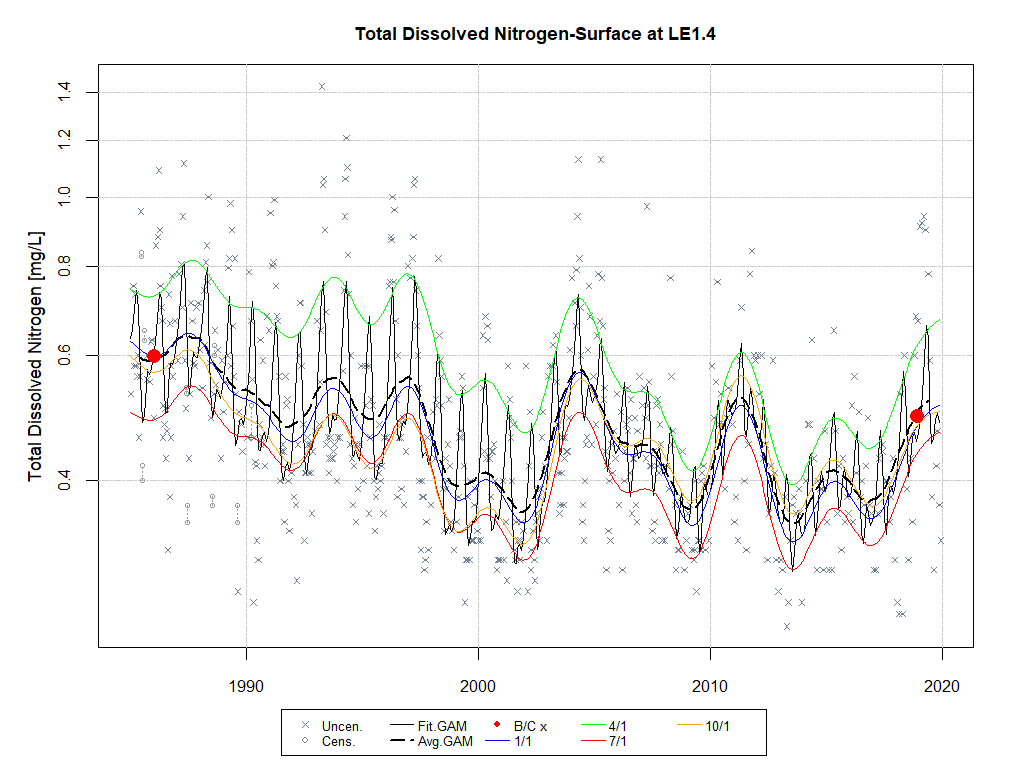 Total Dissolved Nitrogen-Surface at LE1.4
Total Dissolved Nitrogen [mg/L]
1.4
1.2
1.0
0.8
0.6
0.4
1990 2000 2010 2020
Uncen. Fit.GAM B/C x 4/1 10/1
Cens. Avg.GAM 1/1 7/1